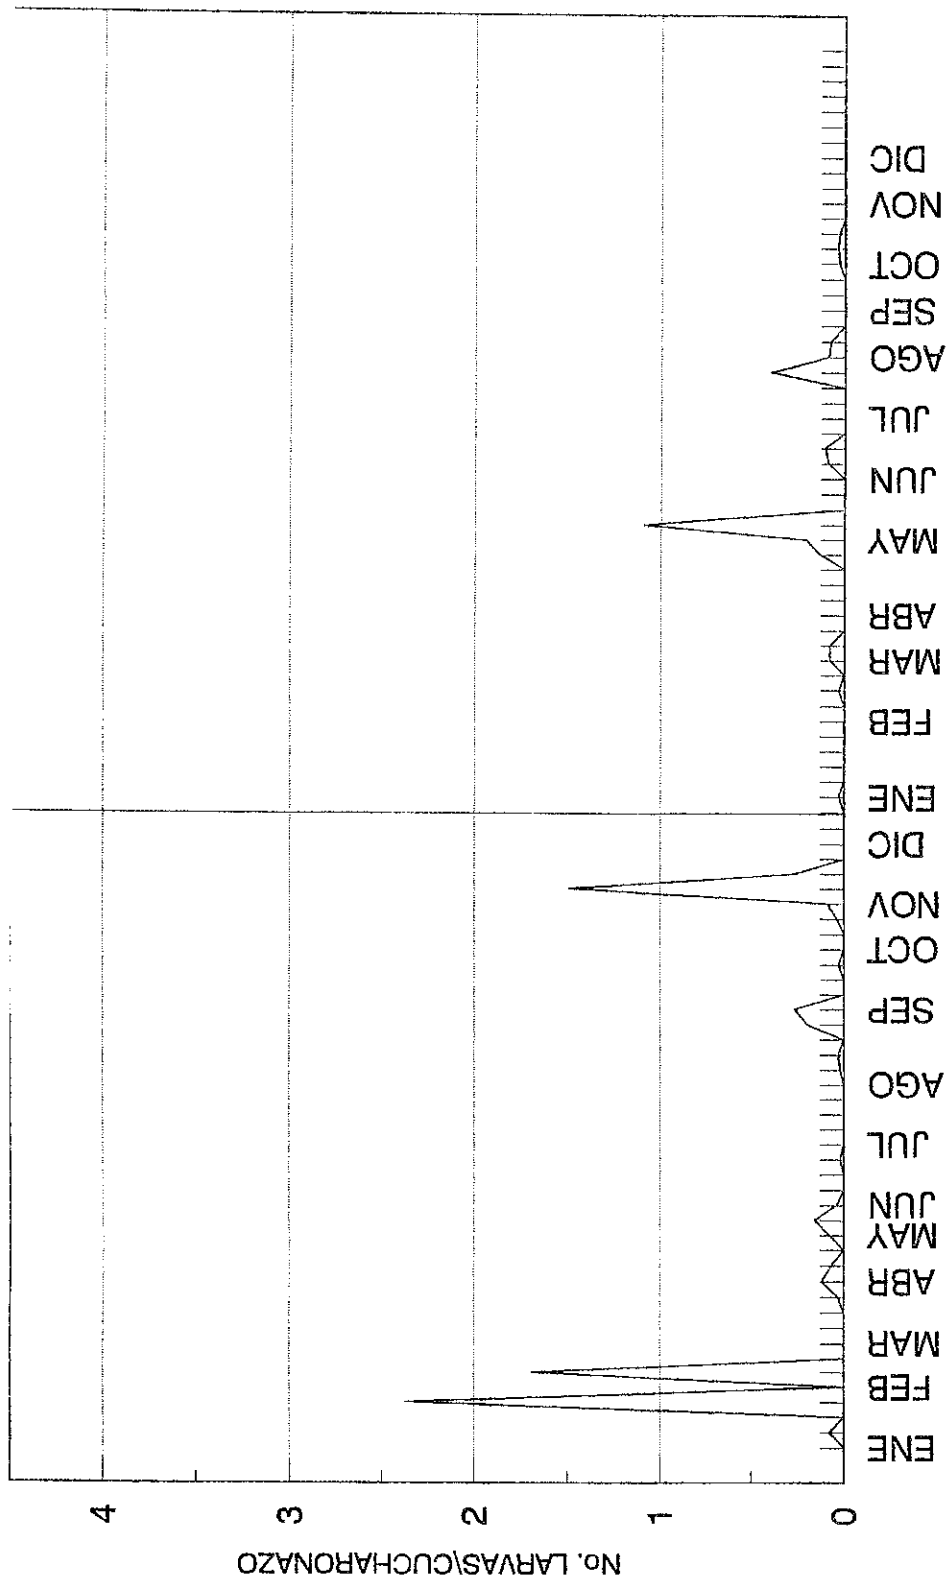 No. LARVAS\CUCHARONAZO
4
3
2
1
0
ENE FEB MAR ABR MAY JUN JUL AGO SEP OCT NOV DIC ENE FEB MAR ABR MAY JUN JUL AGO SEP OCT NOV DIC